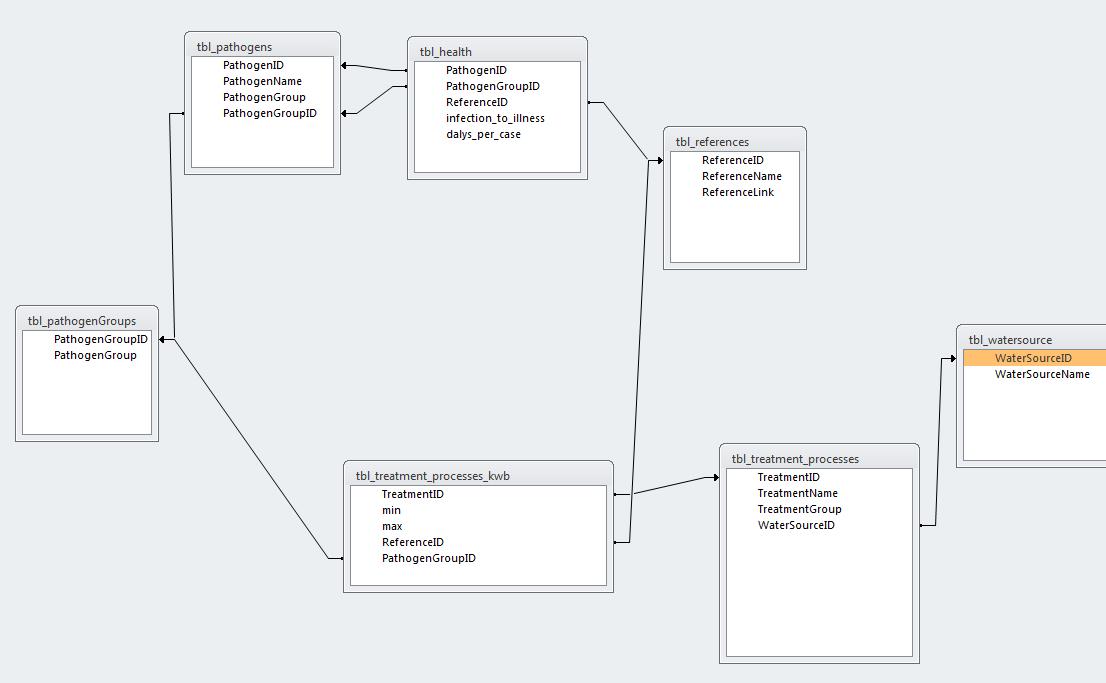 tbl_pathogens
PathogenID
PathogenName
PathogenGroup
PathogenGroupID
tbl_health
PathogenID
PathogenGroupID
ReferenceID
infection_to_illness
dalys_per_case
tbl_references
ReferenceID
ReferenceName
ReferenceLink
tbl_pathogenGroups
PathogenGroupID
PathogenGroup
tbl_watersource
WaterSourceID
WaterSourceName
tbl_treatment_processes_kwb
TreatmentID
min
max
ReferenceID
PathogenGroupID
tbl_treatment_processes
TreatmentID
TreatmentName
TreatmentGroup
WaterSourceID